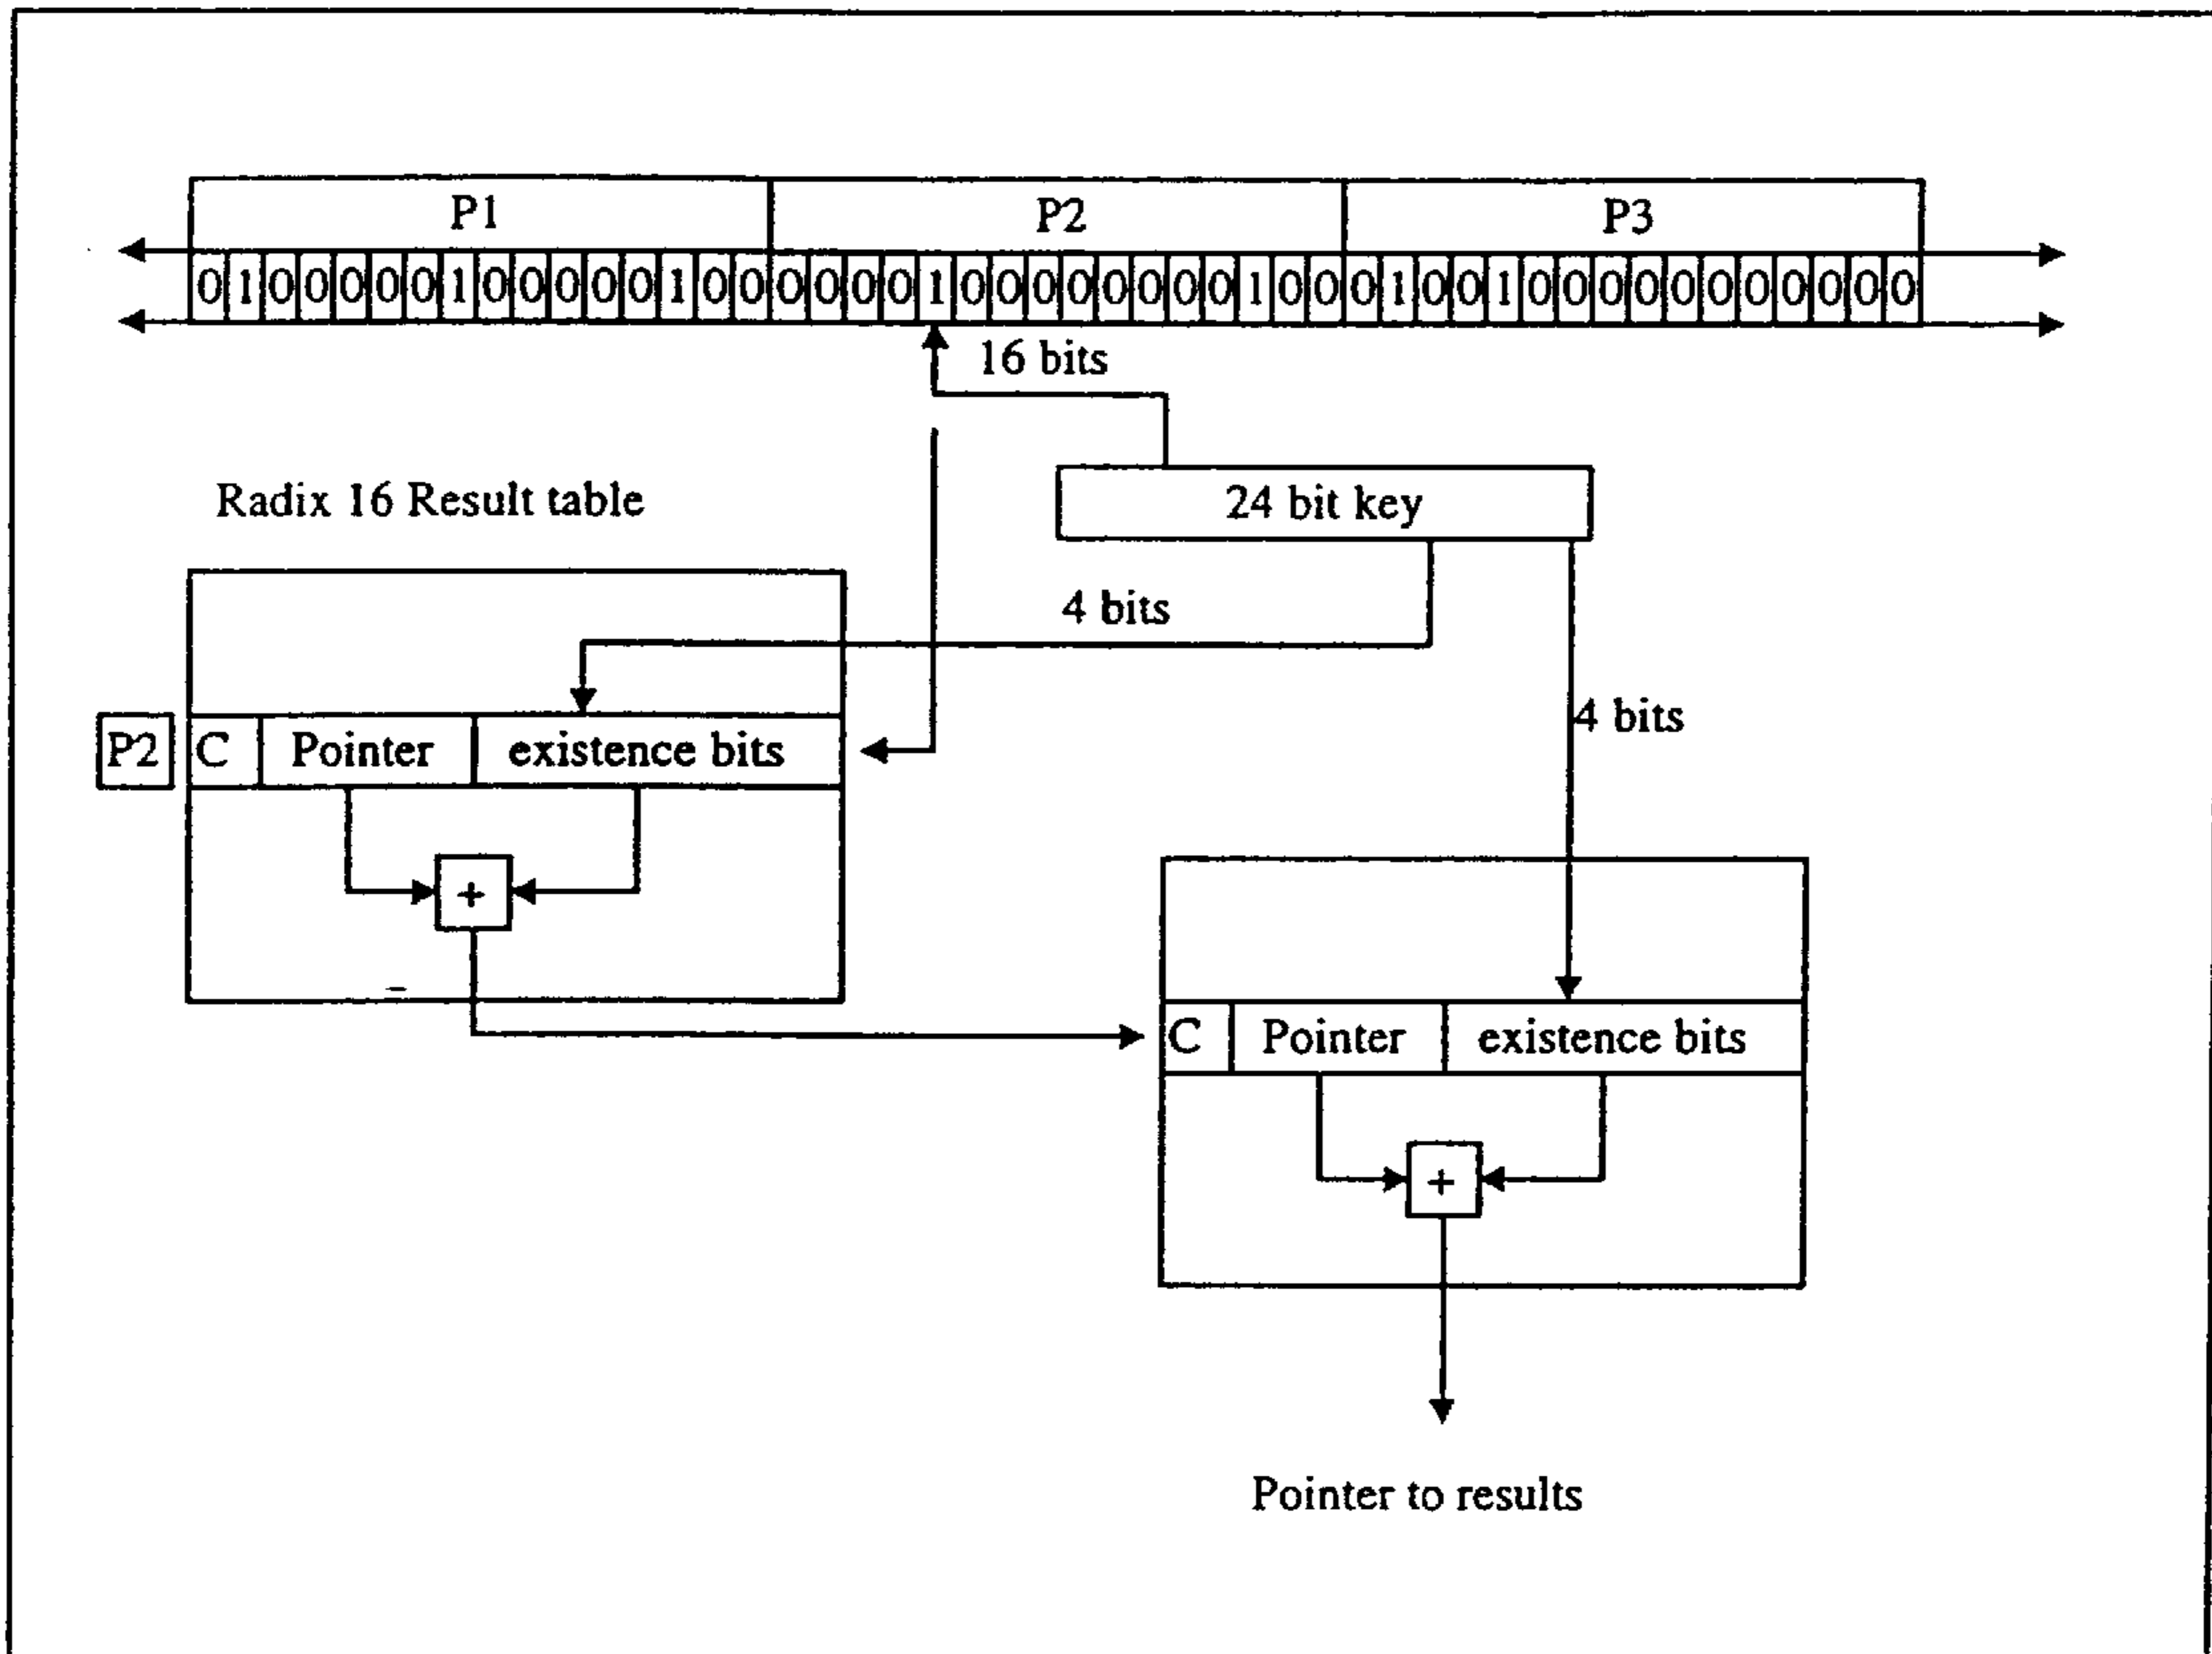 P1 P2 P3
0 1 0 0 0 0 0 1 0 0 0 0 0 1 0 0 0 0 0 0 1 0 0 0 0 0 0 0 0 1 0 0 0 1 0 0 1 0 0 0 0 0 0 0 0 0 0 0
16 bits
Radix 16 Result table
24 bit key
4 bits
4 bits
P2 C Pointer existence bits
+
C Pointer existence bits
+
Pointer to results